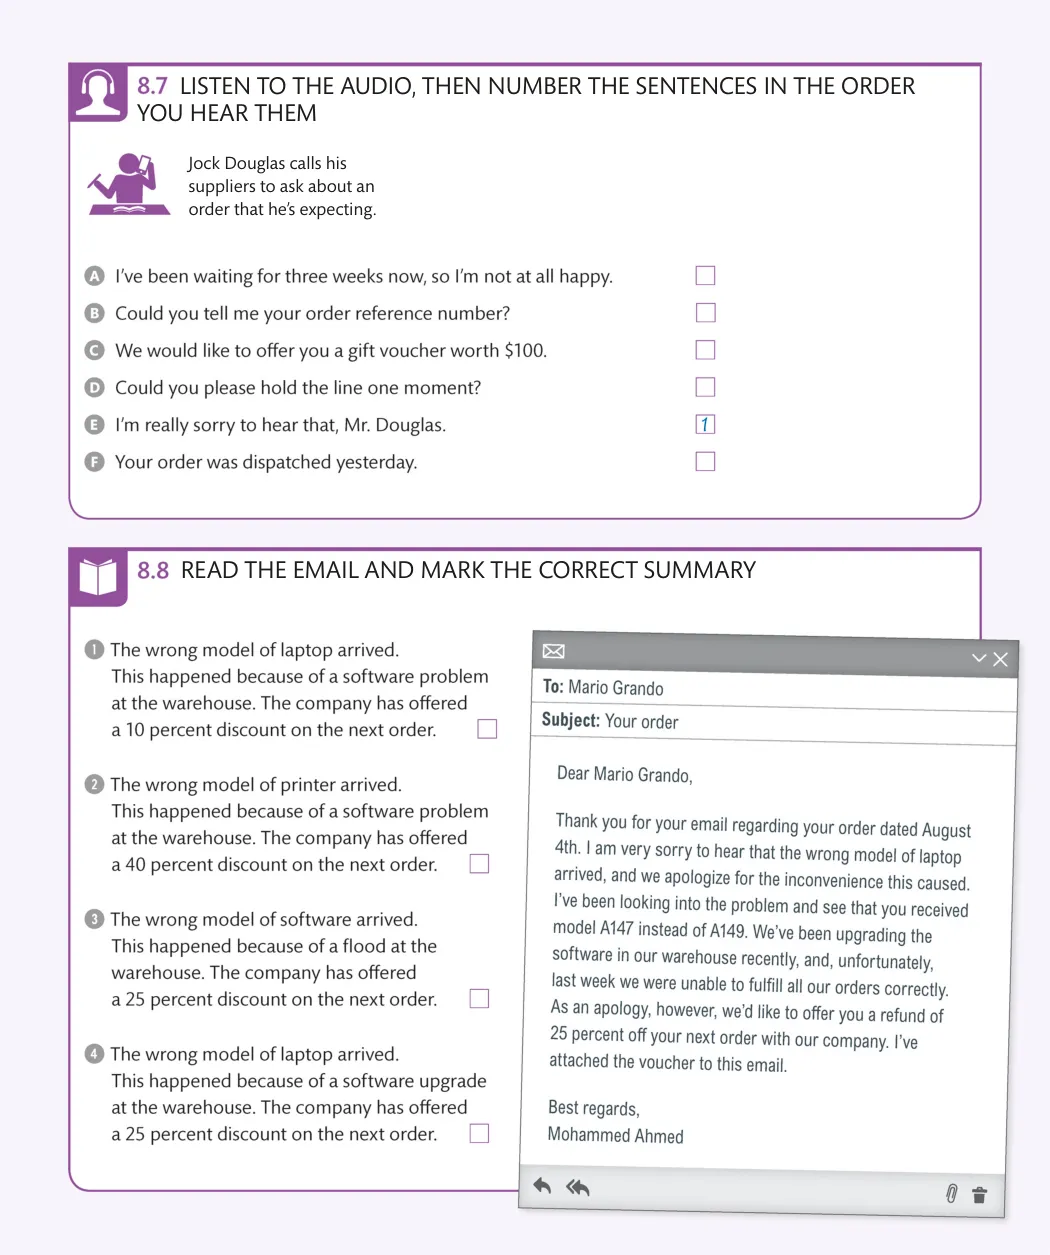 8.7 LISTEN TO THE AUDIO, THEN NUMBER THE SENTENCES IN THE ORDER
YOU HEAR THEM
Jock Douglas calls his
suppliers to ask about an
order that he's expecting.
A I've been waiting for three weeks now, so I'm not at all happy.
B Could you tell me your order reference number?
C We would like to offer you a gift voucher worth $100.
D Could you please hold the line one moment?
E I'm really sorry to hear that, Mr. Douglas. 1
F Your order was dispatched yesterday.
8.8 READ THE EMAIL AND MARK THE CORRECT SUMMARY
1 The wrong model of laptop arrived.
This happened because of a software problem
at the warehouse. The company has offered
a 10 percent discount on the next order.
2 The wrong model of printer arrived.
This happened because of a software problem
at the warehouse. The company has offered
a 40 percent discount on the next order.
3 The wrong model of software arrived.
This happened because of a flood at the
warehouse. The company has offered
a 25 percent discount on the next order.
4 The wrong model of laptop arrived.
This happened because of a software upgrade
at the warehouse. The company has offered
a 25 percent discount on the next order.
To: Mario Grando
Subject: Your order
Dear Mario Grando,
Thank you for your email regarding your order dated August
4th. I am very sorry to hear that the wrong model of laptop
arrived, and we apologize for the inconvenience this caused.
I've been looking into the problem and see that you received
model A147 instead of A149. We've been upgrading the
software in our warehouse recently, and, unfortunately,
last week we were unable to fulfill all our orders correctly.
As an apology, however, we'd like to offer you a refund of
25 percent off your next order with our company. I've
attached the voucher to this email.
Best regards,
Mohammed Ahmed